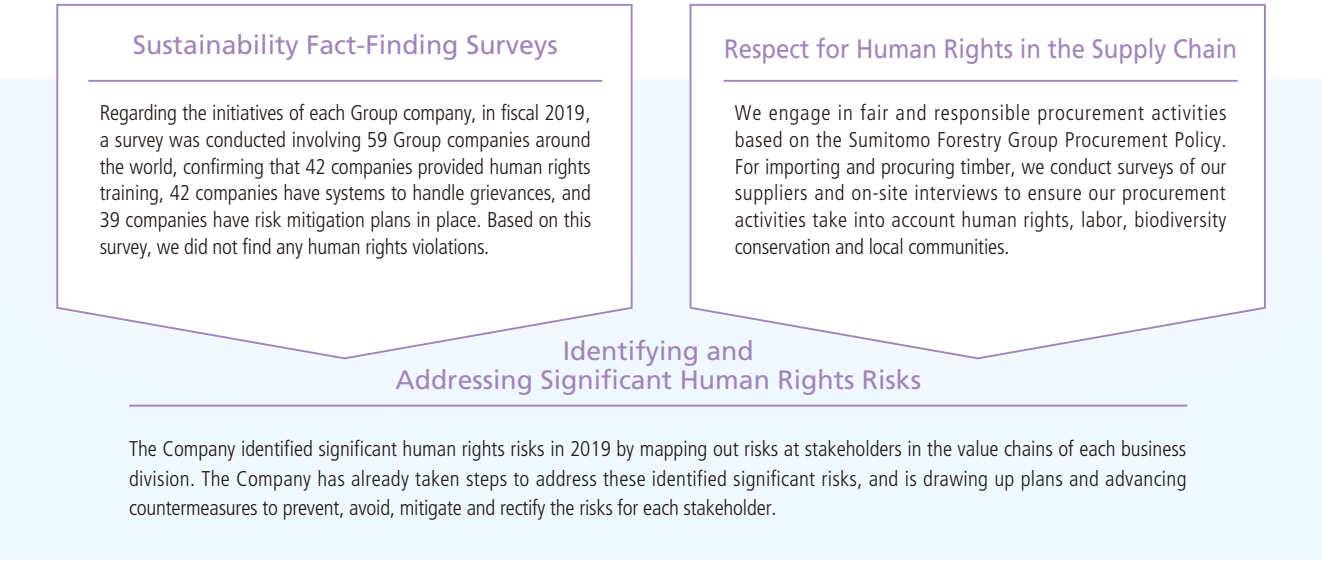 Sustainability Fact-Finding Surveys
Regarding the initiatives of each Group company, in fiscal 2019,
a survey was conducted involving 59 Group companies around
the world, confirming that 42 companies provided human rights
training, 42 companies have systems to handle grievances, and
39 companies have risk mitigation plans in place. Based on this
survey, we did not find any human rights violations.
Respect for Human Rights in the Supply Chain
We engage in fair and responsible procurement activities
based on the Sumitomo Forestry Group Procurement Policy.
For importing and procuring timber, we conduct surveys of our
suppliers and on-site interviews to ensure our procurement
activities take into account human rights, labor, biodiversity
conservation and local communities.
Identifying and
Addressing Significant Human Rights Risks
The Company identified significant human rights risks in 2019 by mapping out risks at stakeholders in the value chains of each business
division. The Company has already taken steps to address these identified significant risks, and is drawing up plans and advancing
countermeasures to prevent, avoid, mitigate and rectify the risks for each stakeholder.